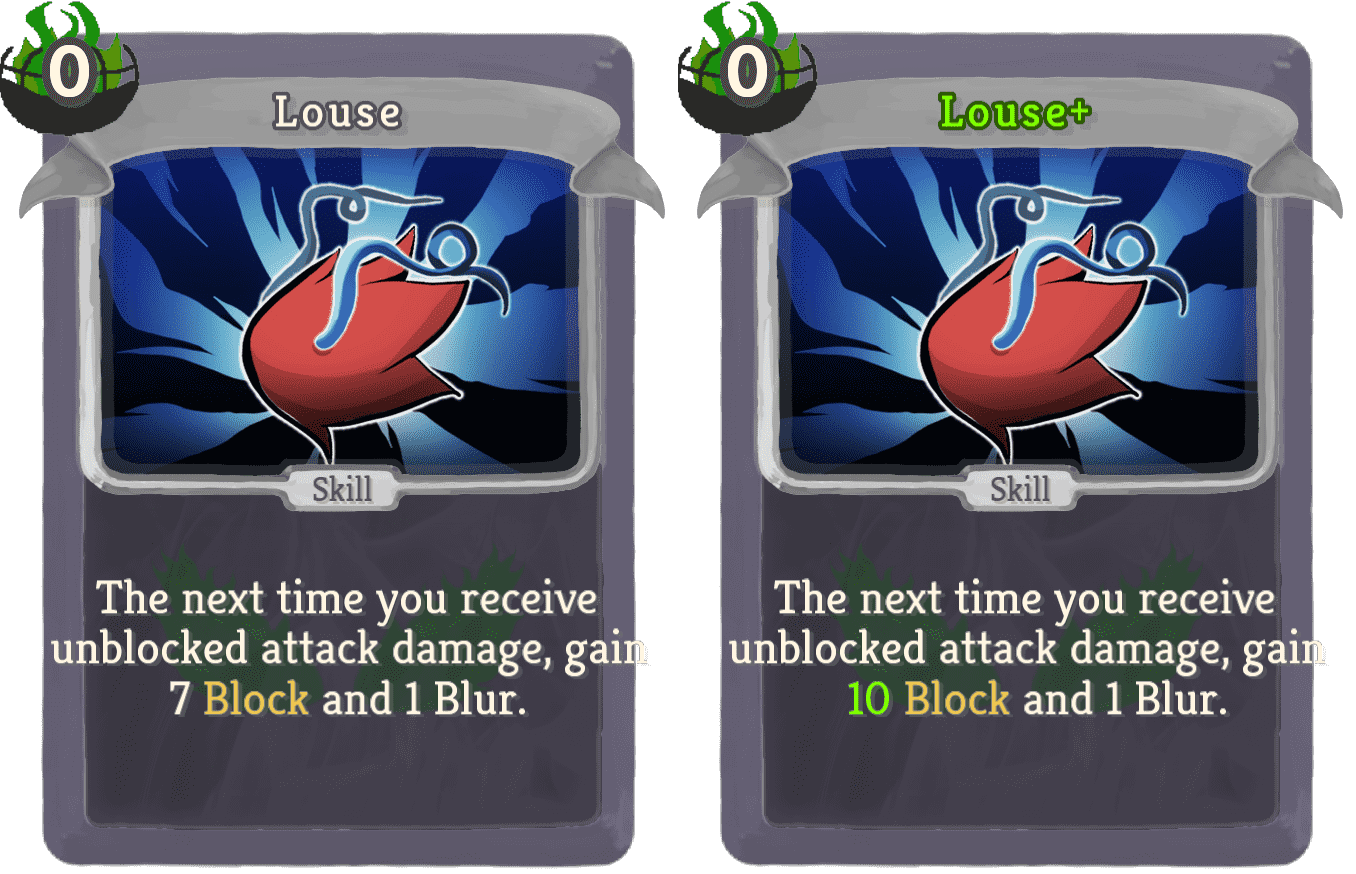 0
Louse
Skill
The next time you receive
unblocked attack damage, gain
7 Block and 1 Blur.
0
Louse+
Skill
The next time you receive
unblocked attack damage, gain
10 Block and 1 Blur.